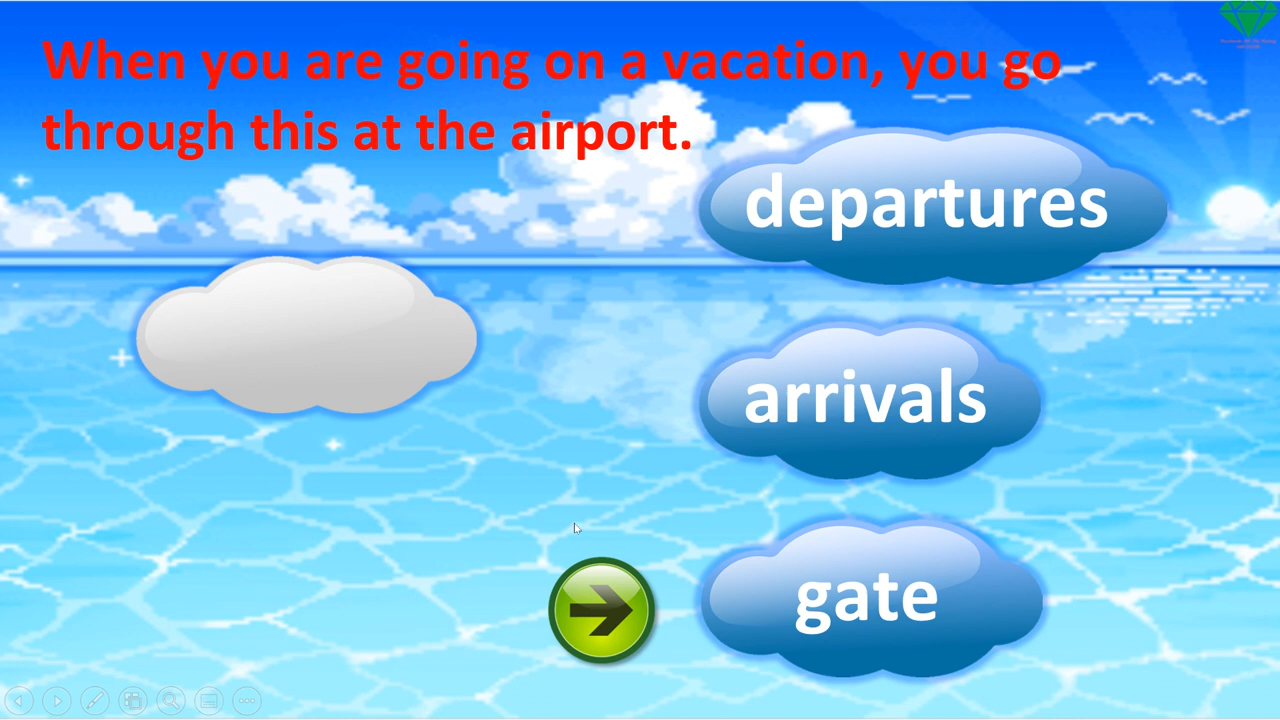 When you are going on a vacation, you go
through this at the airport.
departures
arrivals
gate